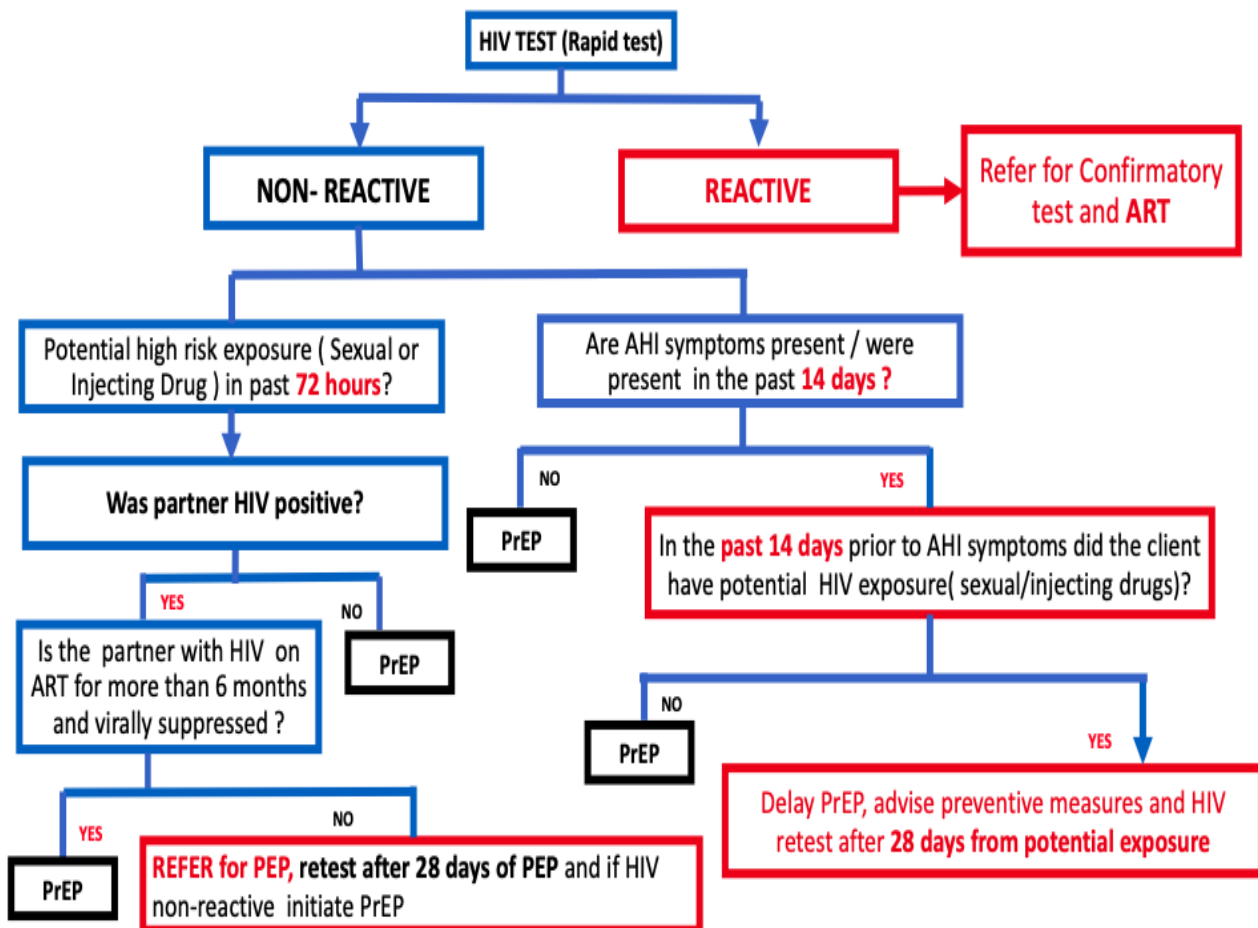 HIV TEST (Rapid test)
NON- REACTIVE
REACTIVE
Refer for Confirmatory
test and ART
Potential high risk exposure ( Sexual or
Injecting Drug ) in past 72 hours?
Are AHI symptoms present / were
present in the past 14 days ?
Was partner HIV positive?
NO
YES
PrEP
In the past 14 days prior to AHI symptoms did the client
have potential HIV exposure( sexual/injecting drugs)?
YES
NO
PrEP
Is the partner with HIV on
ART for more than 6 months
and virally suppressed ?
NO
PrEP
YES
Delay PrEP, advise preventive measures and HIV
retest after 28 days from potential exposure
YES
NO
PrEP
REFER for PEP, retest after 28 days of PEP and if HIV
non-reactive initiate PrEP